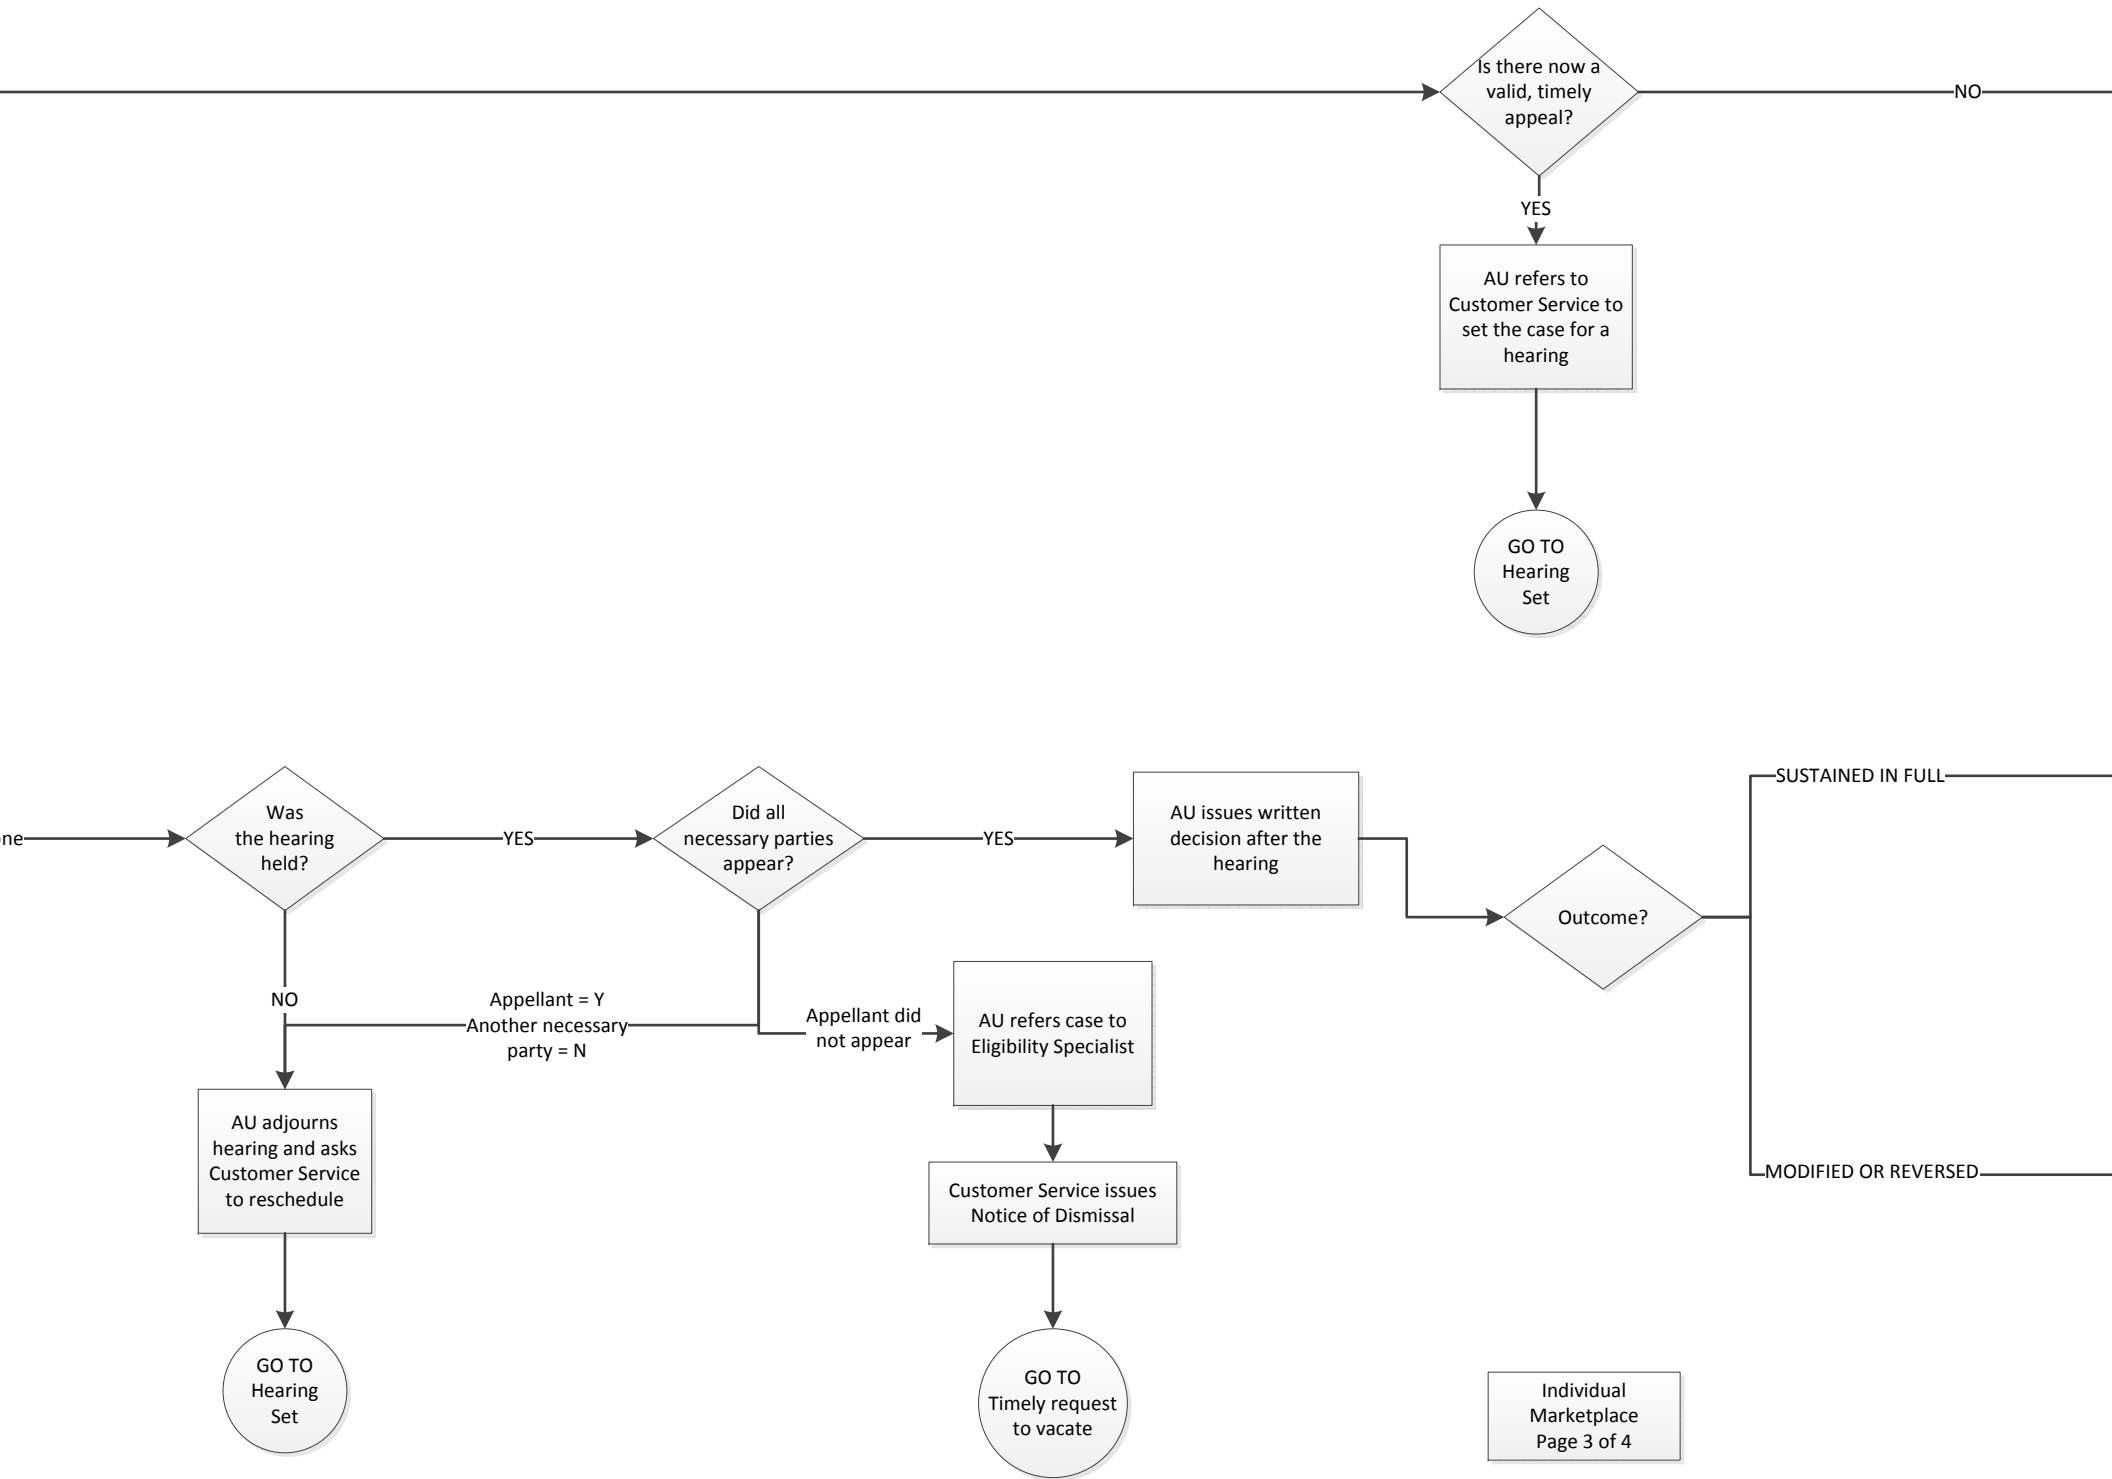 Is there now a
valid, timely
appeal?
NO
YES
AU refers to
Customer Service to
set the case for a
hearing
GO TO
Hearing
Set
ne
Was
the hearing
held?
YES
Did all
necessary parties
appear?
YES
AU issues written
decision after the
hearing
Outcome?
SUSTAINED IN FULL
MODIFIED OR REVERSED
NO
Appellant = Y
Another necessary
party = N
Appellant did
not appear
AU refers case to
Eligibility Specialist
AU adjourns
hearing and asks
Customer Service
to reschedule
Customer Service issues
Notice of Dismissal
GO TO
Hearing
Set
GO TO
Timely request
to vacate
Individual
Marketplace
Page 3 of 4